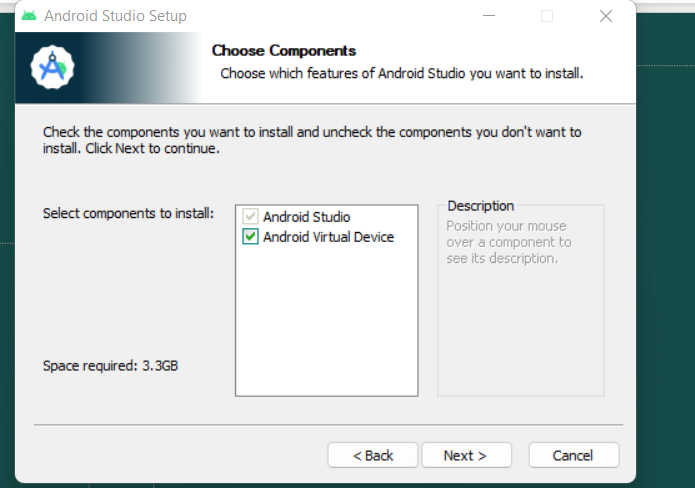 Android Studio Setup
Choose Components
Choose which features of Android Studio you want to install.
Check the components you want to install and uncheck the components you don't want to
install. Click Next to continue.
Select components to install:
Android Studio
Android Virtual Device
Description
Position your mouse
over a component to
see its description.
Space required: 3.3GB
< Back
Next >
Cancel